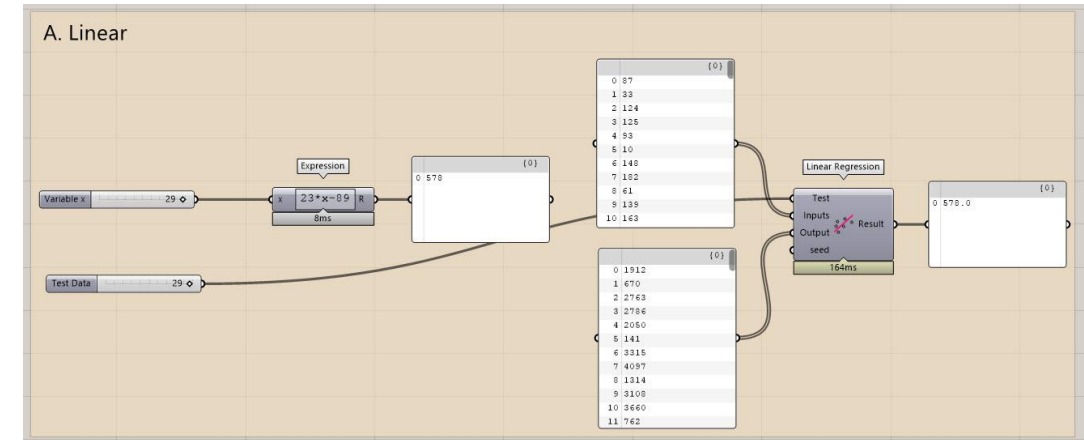 A. Linear
Variable x 29
Expression
x 23*x-89 R
8ms
{0}
0 578
Test Data 29
{0}
0 87
1 33
2 124
3 125
4 93
5 10
6 148
7 182
8 61
9 139
10 163
{0}
0 1912
1 670
2 2763
3 2786
4 2050
5 141
6 3315
7 4097
8 1314
9 3108
10 3660
11 762
Linear Regression
Test
Inputs
Output
seed
Result
164ms
{0}
0 578.0